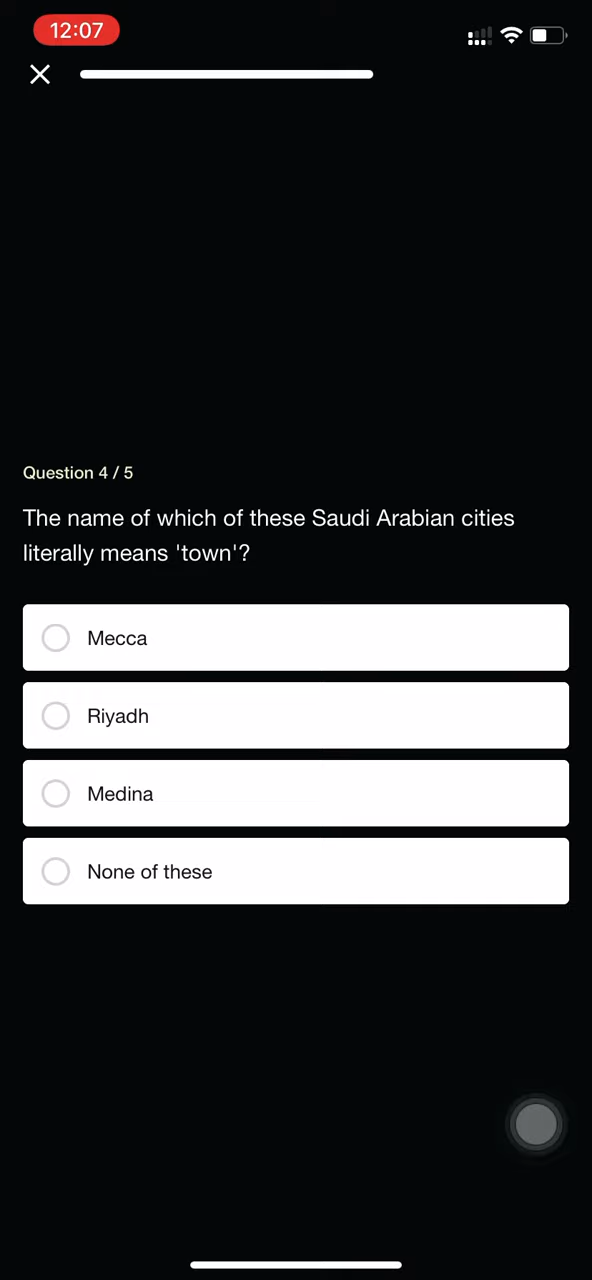 12:07
Question 4 / 5
The name of which of these Saudi Arabian cities
literally means 'town'?
Mecca
Riyadh
Medina
None of these